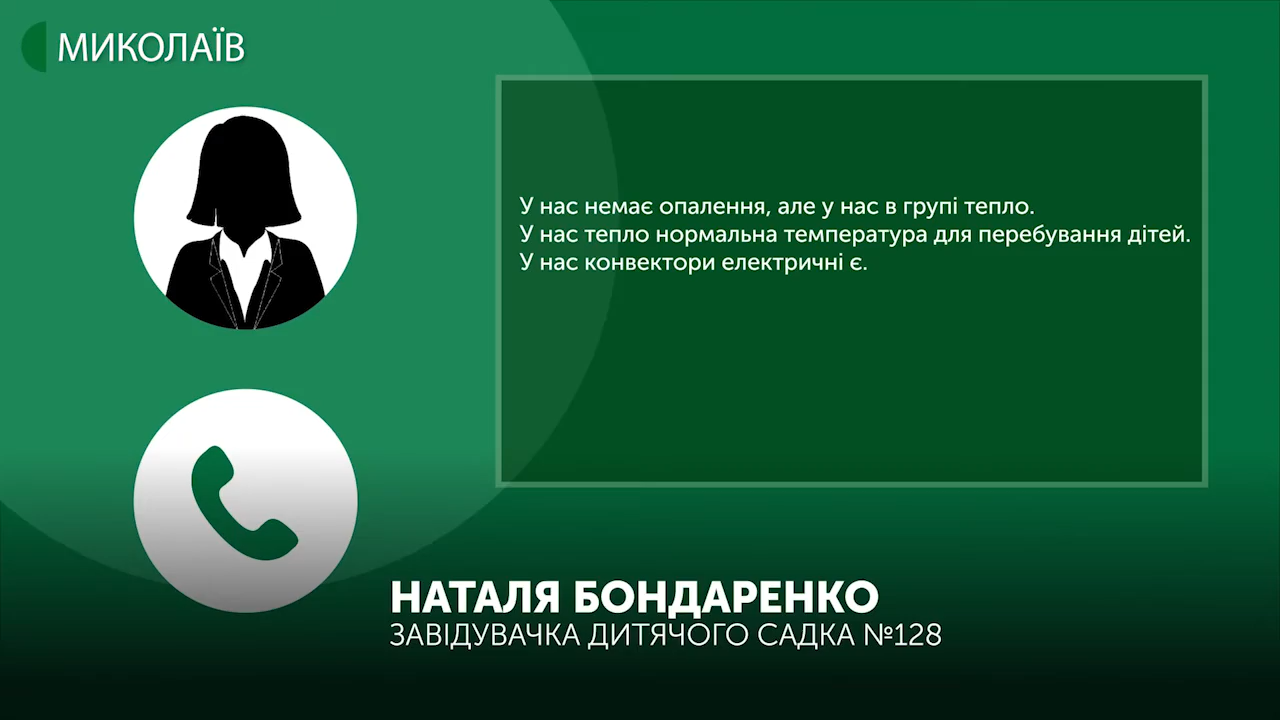 МИКОЛАЇВ
У нас немає опалення, але у нас в групі тепло.
У нас тепло нормальна температура для перебування дітей.
У нас конвектори електричні є.
НАТАЛЯ БОНДАРЕНКО
ЗАВІДУВАЧКА ДИТЯЧОГО САДКА №128